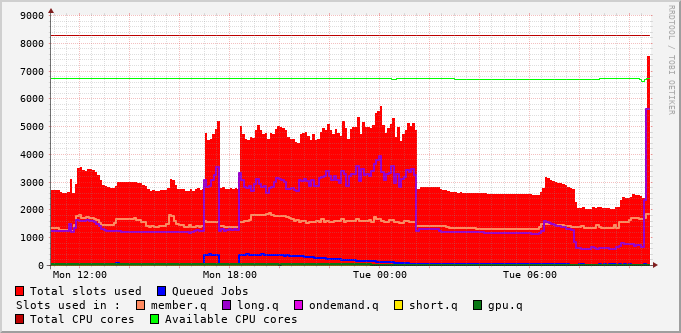 9000
8000
7000
6000
5000
4000
3000
2000
1000
0
Mon 12:00 Mon 18:00 Tue 00:00 Tue 06:00
Total slots used Queued Jobs
Slots used in : member.q long.q ondemand.q short.q gpu.q
Total CPU cores Available CPU cores
RRDTOOL / TOBI OETIKER